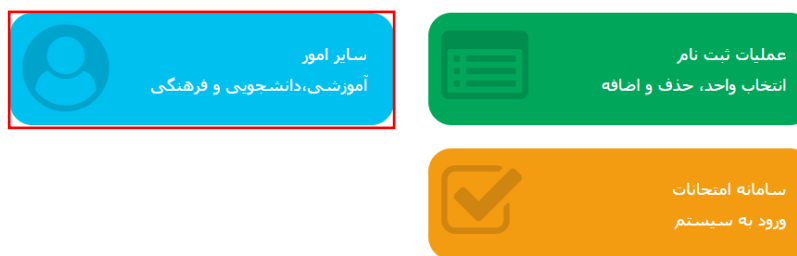 عملیات ثبت نام
انتخاب واحد، حذف و اضافه
سایر امور
آموزشی،دانشجویی و فرهنگی
سامانه امتحانات
ورود به سیستم